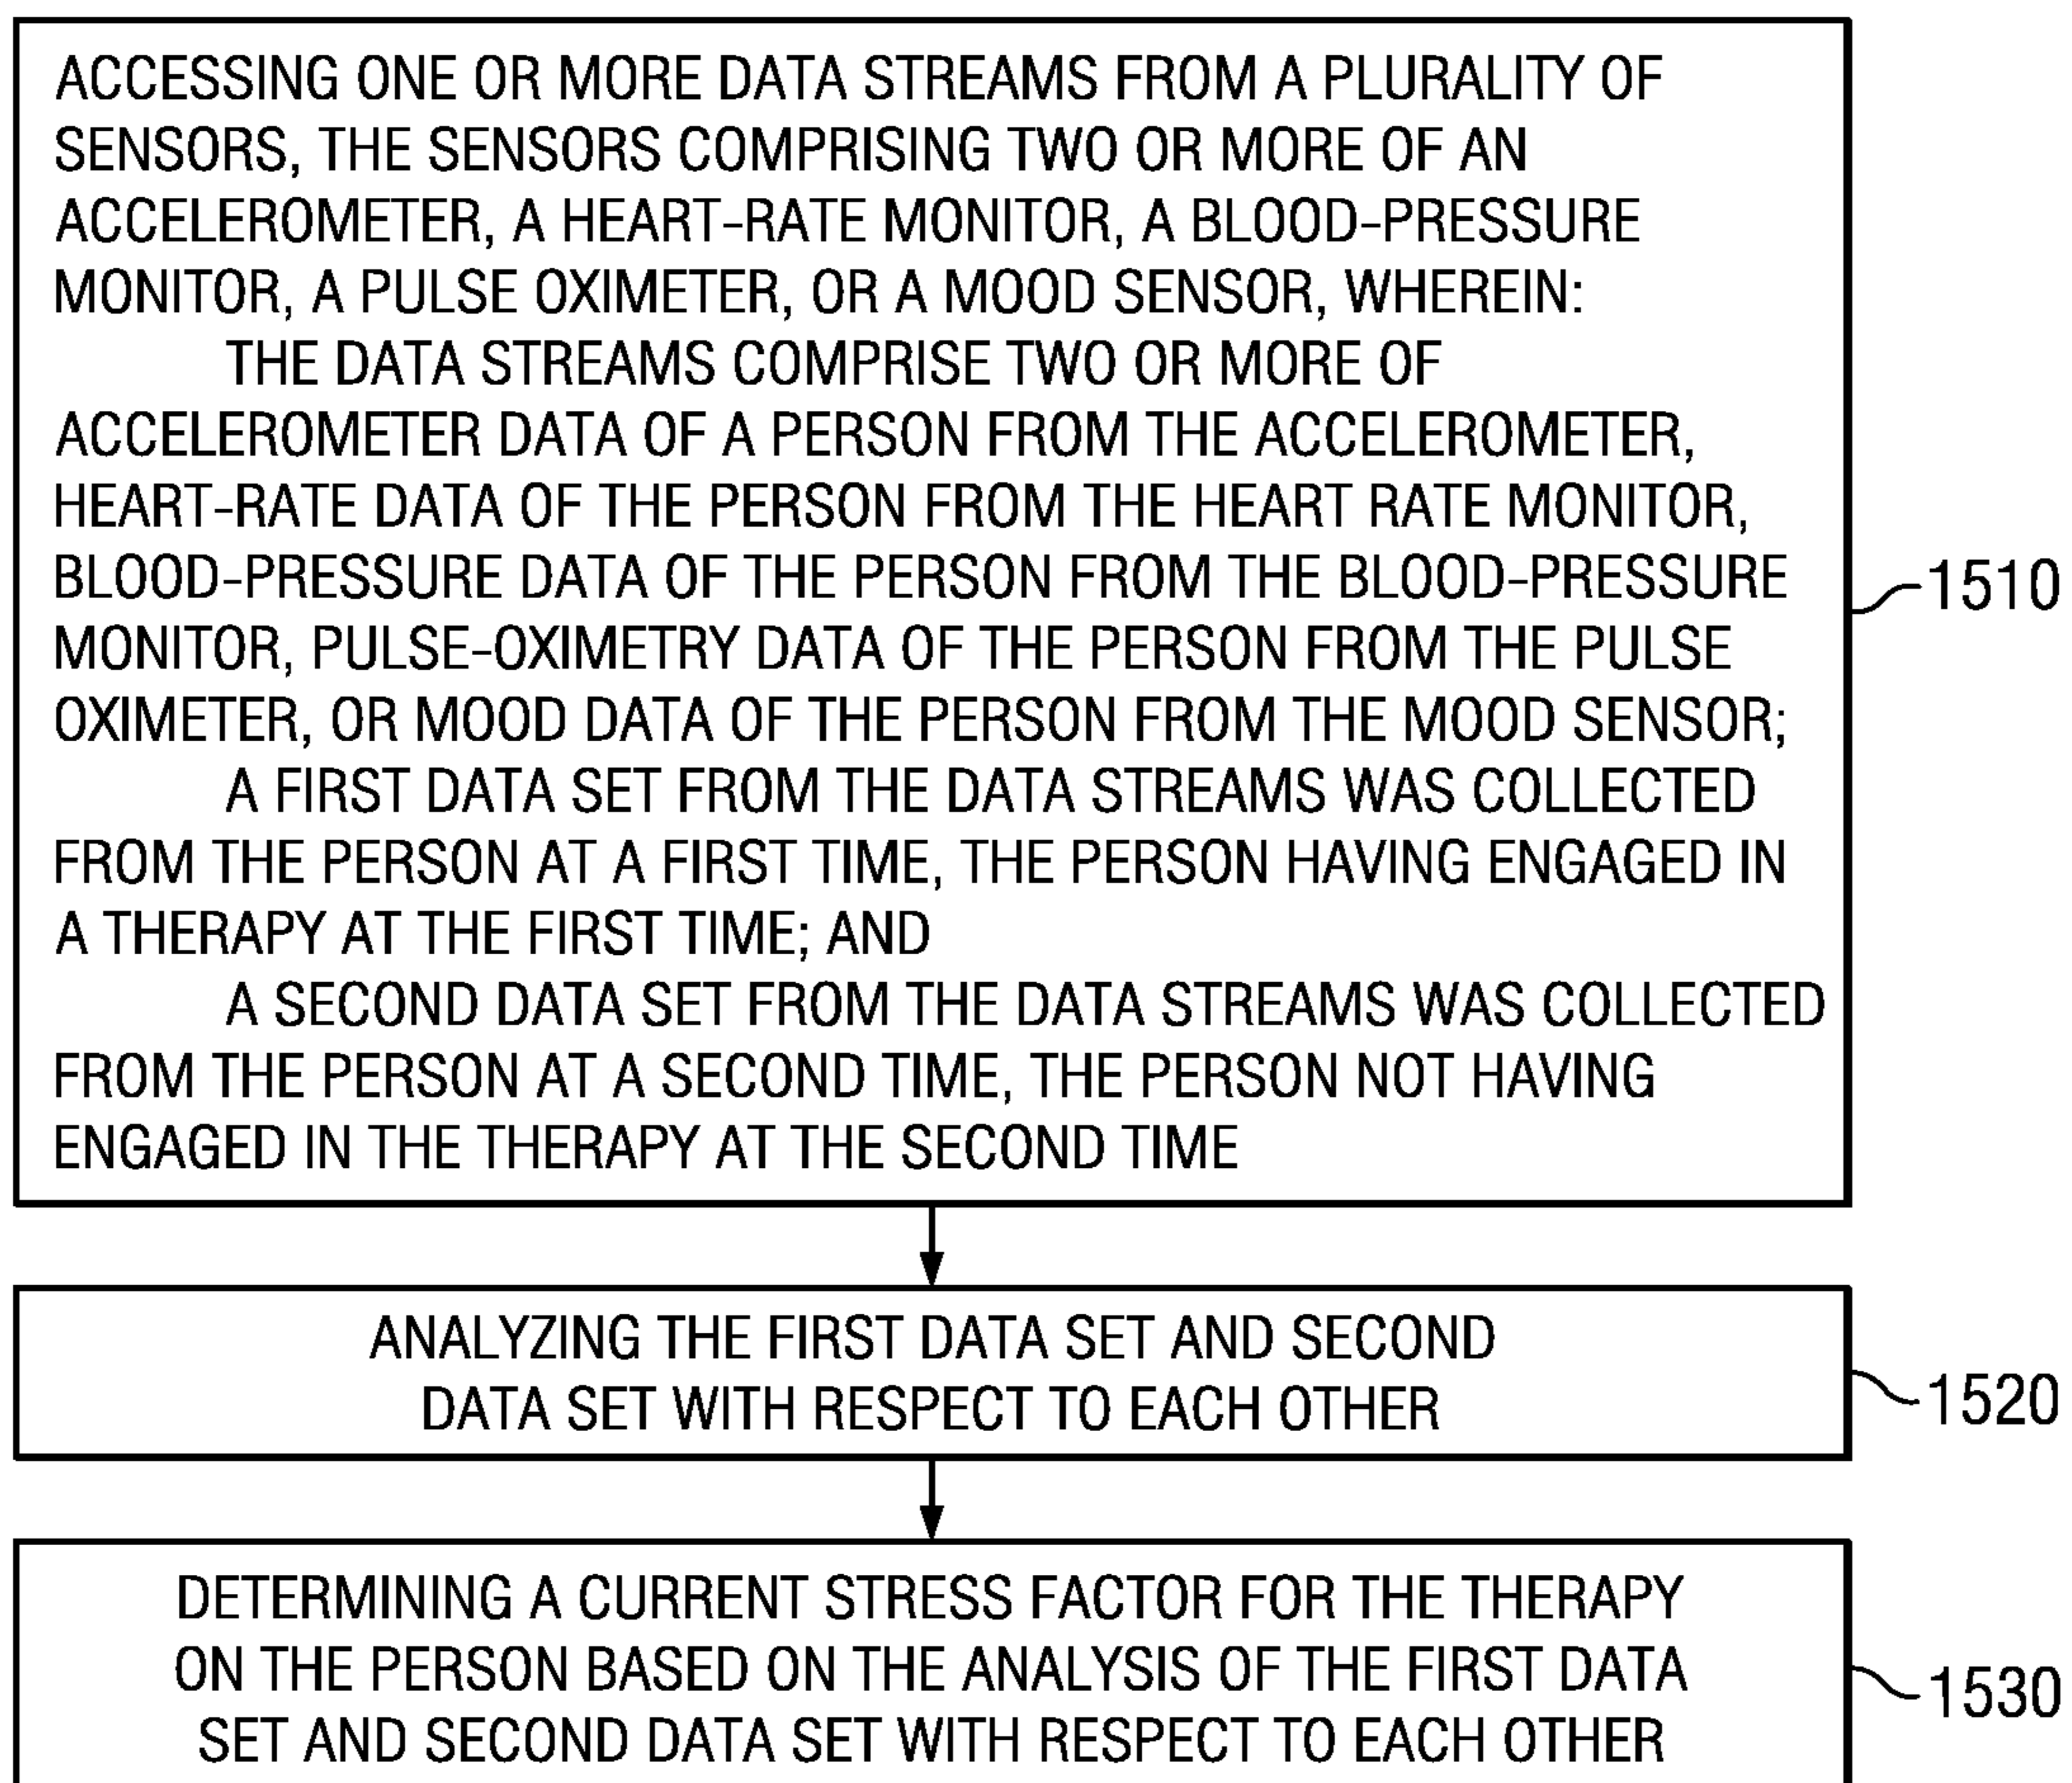 ACCESSING ONE OR MORE DATA STREAMS FROM A PLURALITY OF
SENSORS, THE SENSORS COMPRISING TWO OR MORE OF AN
ACCELEROMETER, A HEART-RATE MONITOR, A BLOOD-PRESSURE
MONITOR, A PULSE OXIMETER, OR A MOOD SENSOR, WHEREIN:
THE DATA STREAMS COMPRISE TWO OR MORE OF
ACCELEROMETER DATA OF A PERSON FROM THE ACCELEROMETER,
HEART-RATE DATA OF THE PERSON FROM THE HEART RATE MONITOR,
BLOOD-PRESSURE DATA OF THE PERSON FROM THE BLOOD-PRESSURE
MONITOR, PULSE-OXIMETRY DATA OF THE PERSON FROM THE PULSE
OXIMETER, OR MOOD DATA OF THE PERSON FROM THE MOOD SENSOR;
A FIRST DATA SET FROM THE DATA STREAMS WAS COLLECTED
FROM THE PERSON AT A FIRST TIME, THE PERSON HAVING ENGAGED IN
A THERAPY AT THE FIRST TIME; AND
A SECOND DATA SET FROM THE DATA STREAMS WAS COLLECTED
FROM THE PERSON AT A SECOND TIME, THE PERSON NOT HAVING
ENGAGED IN THE THERAPY AT THE SECOND TIME
1510
ANALYZING THE FIRST DATA SET AND SECOND
DATA SET WITH RESPECT TO EACH OTHER
1520
DETERMINING A CURRENT STRESS FACTOR FOR THE THERAPY
ON THE PERSON BASED ON THE ANALYSIS OF THE FIRST DATA
SET AND SECOND DATA SET WITH RESPECT TO EACH OTHER
1530